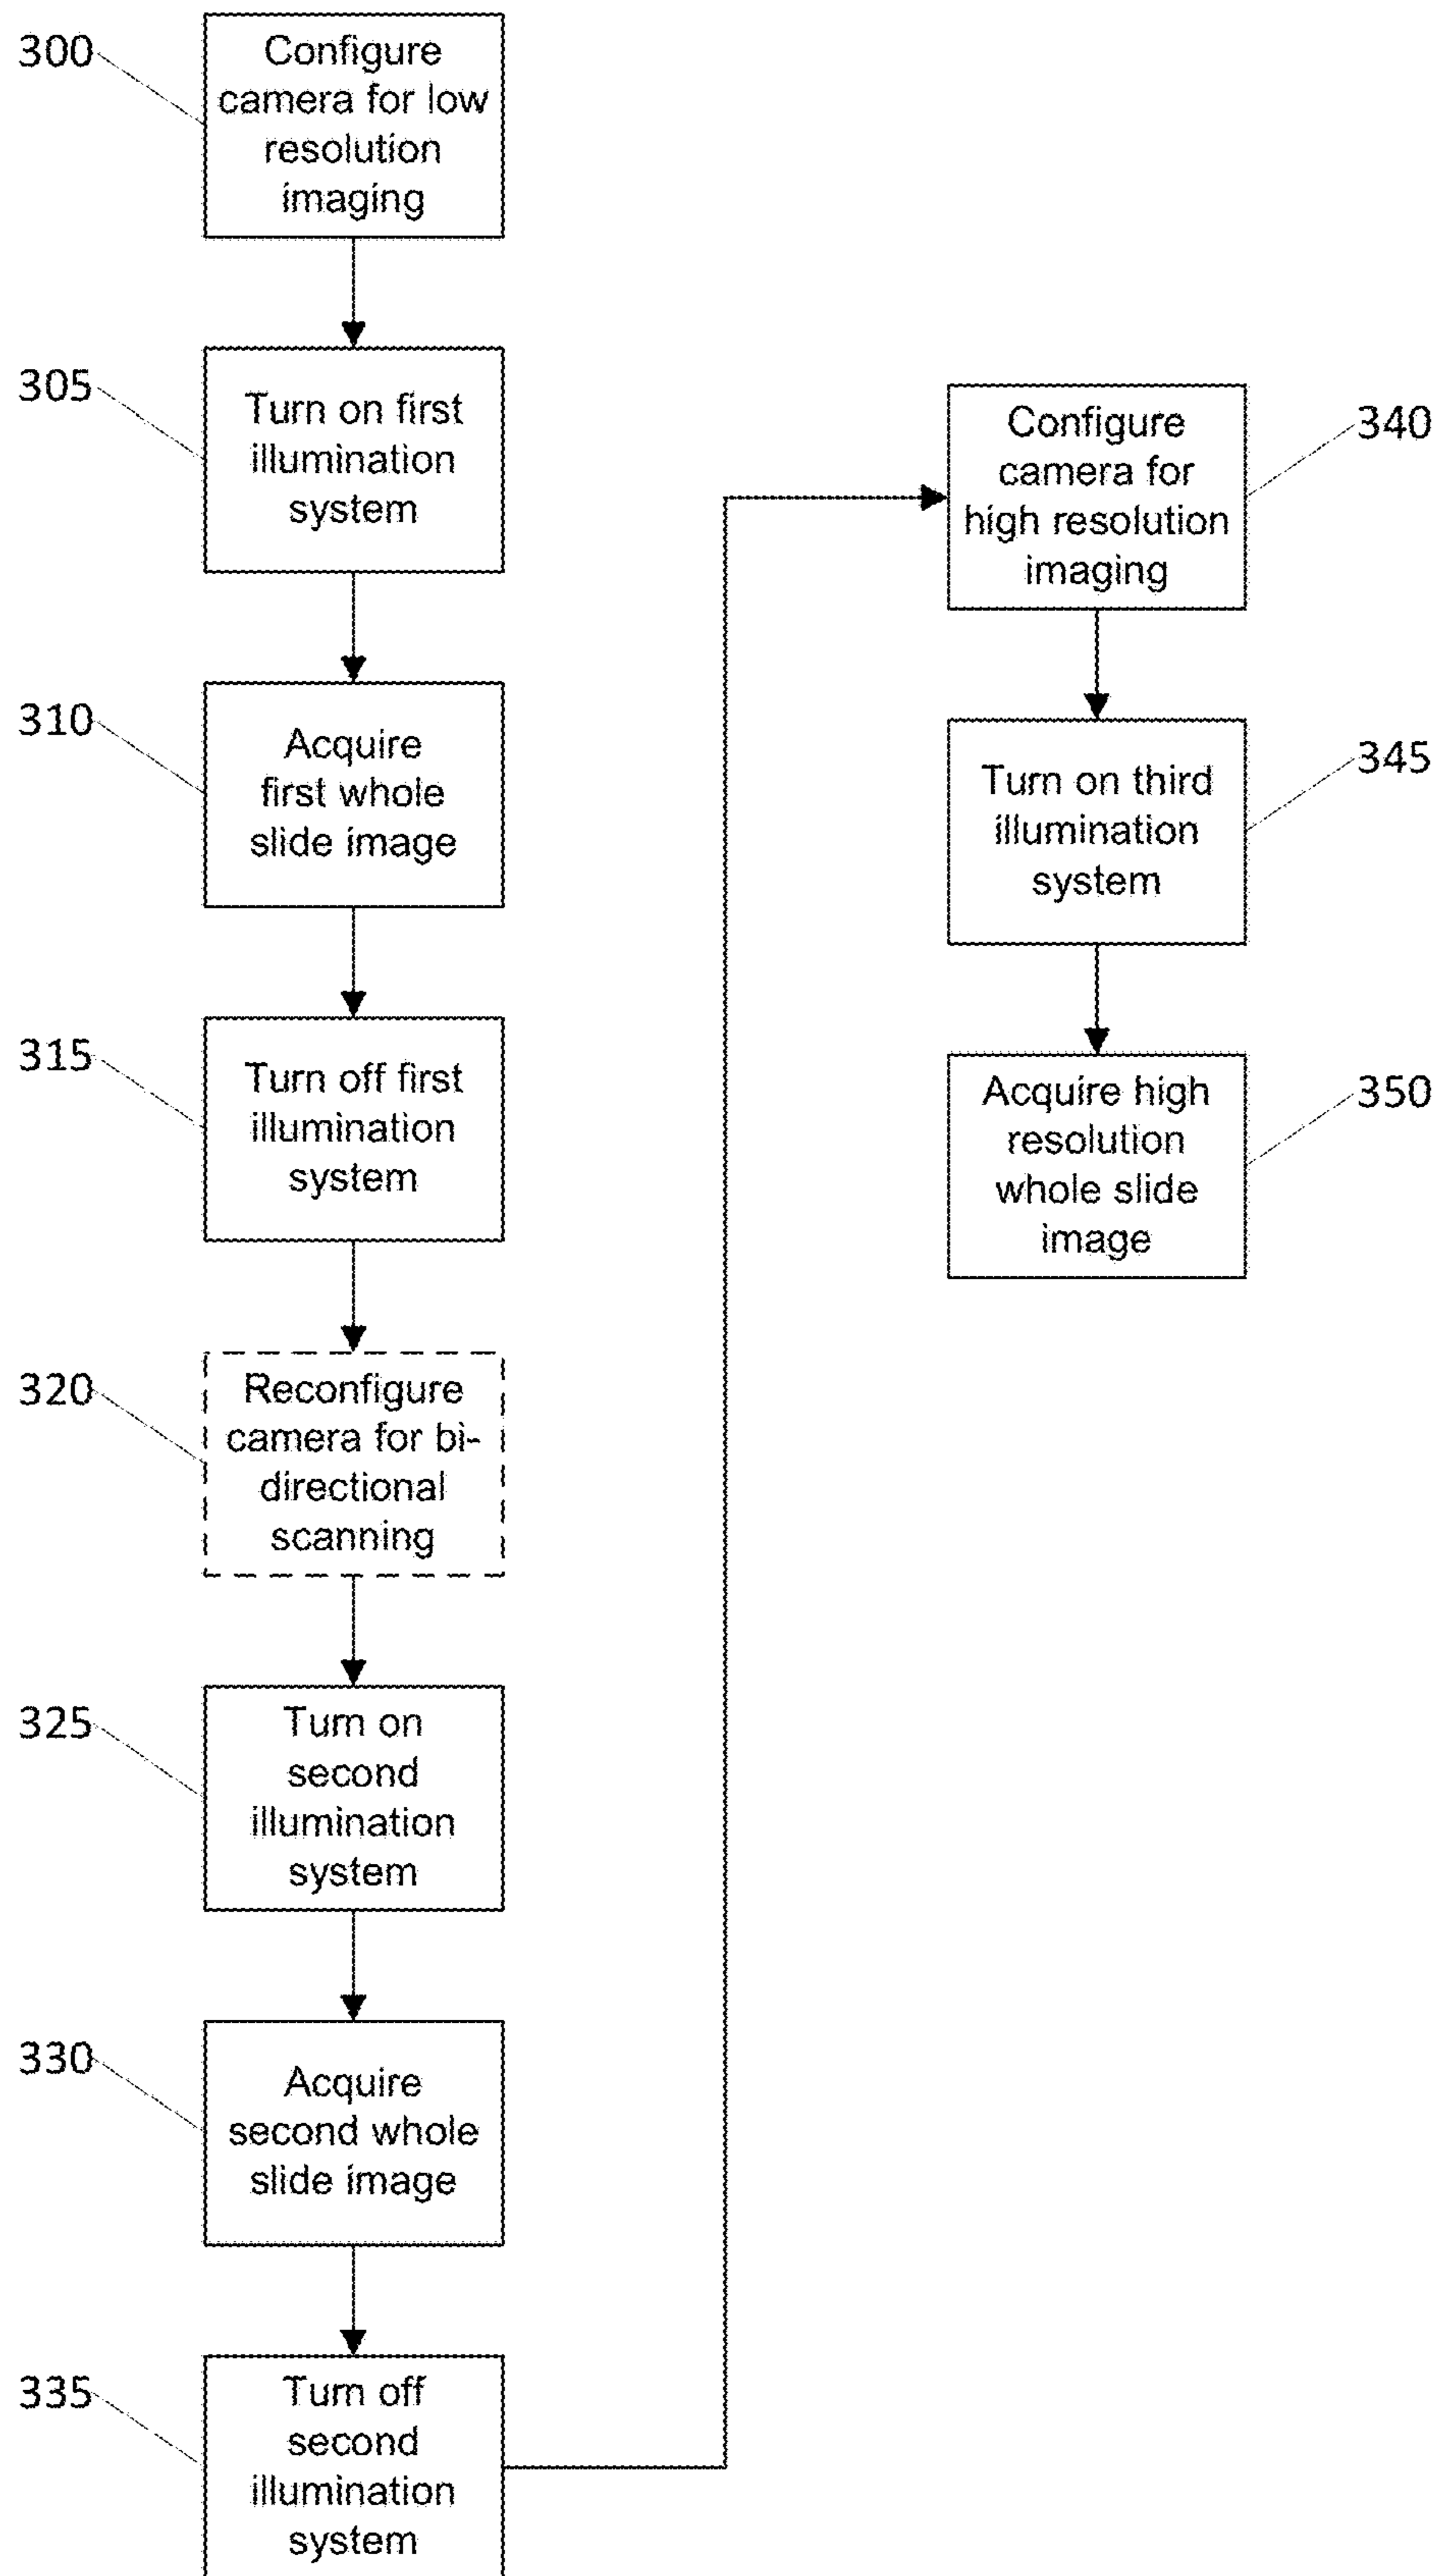 300
Configure
camera for low
resolution
imaging
305
Turn on first
illumination
system
310
Acquire
first whole
slide image
315
Turn off first
illumination
system
320
Reconfigure
camera for bi-
directional
scanning
325
Turn on
second
illumination
system
330
Acquire
second whole
slide image
335
Turn off
second
illumination
system
340
Configure
camera for
high resolution
imaging
345
Turn on third
illumination
system
350
Acquire high
resolution
whole slide
image